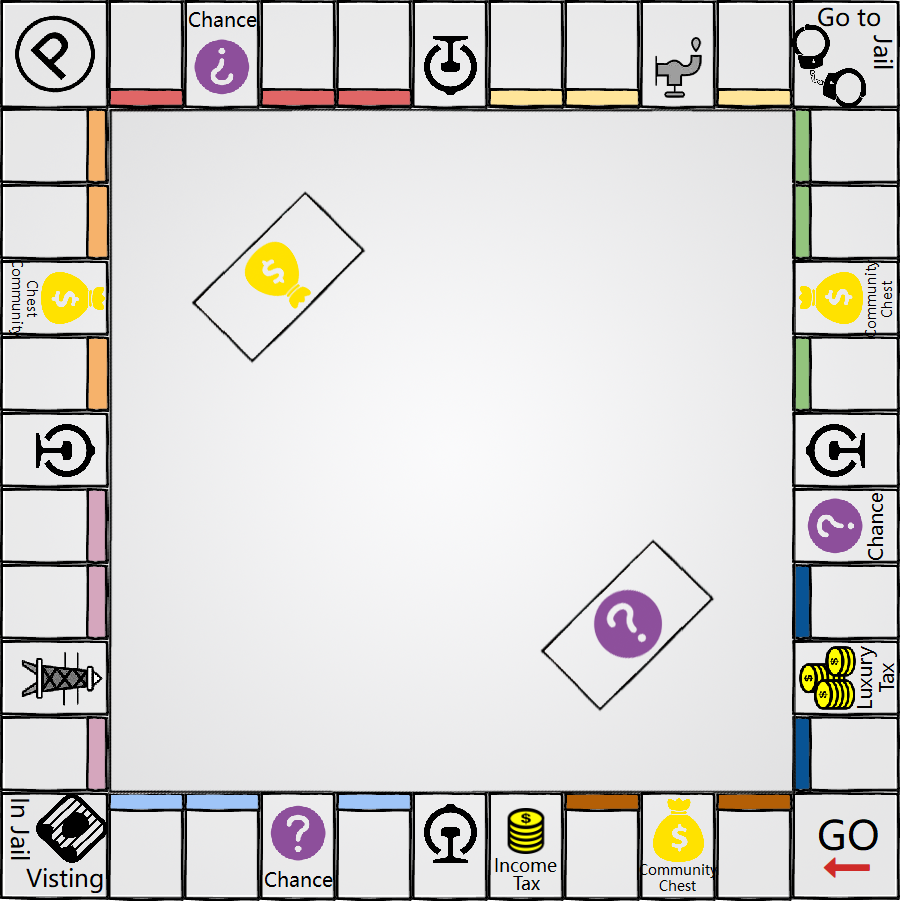 Chance
P
Go to
Jail
Community
Chest
$
$
$
Community
Chest
?
?
?
Chance
$
$
$
Luxury
Tax
In Jail
Visting
?
Chance
$
Income
Tax
$
Community
Chest
GO